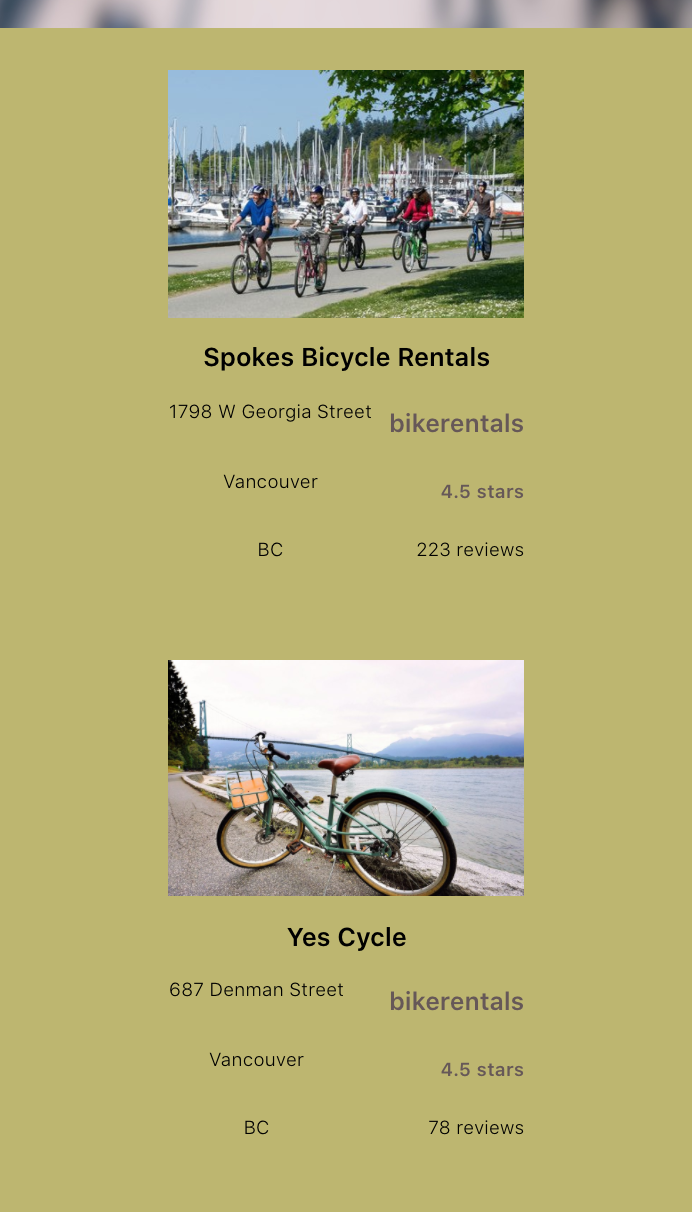 Spokes Bicycle Rentals
1798 W Georgia Street
bikerentals
Vancouver
4.5 stars
BC
223 reviews
Yes Cycle
687 Denman Street
bikerentals
Vancouver
4.5 stars
BC
78 reviews